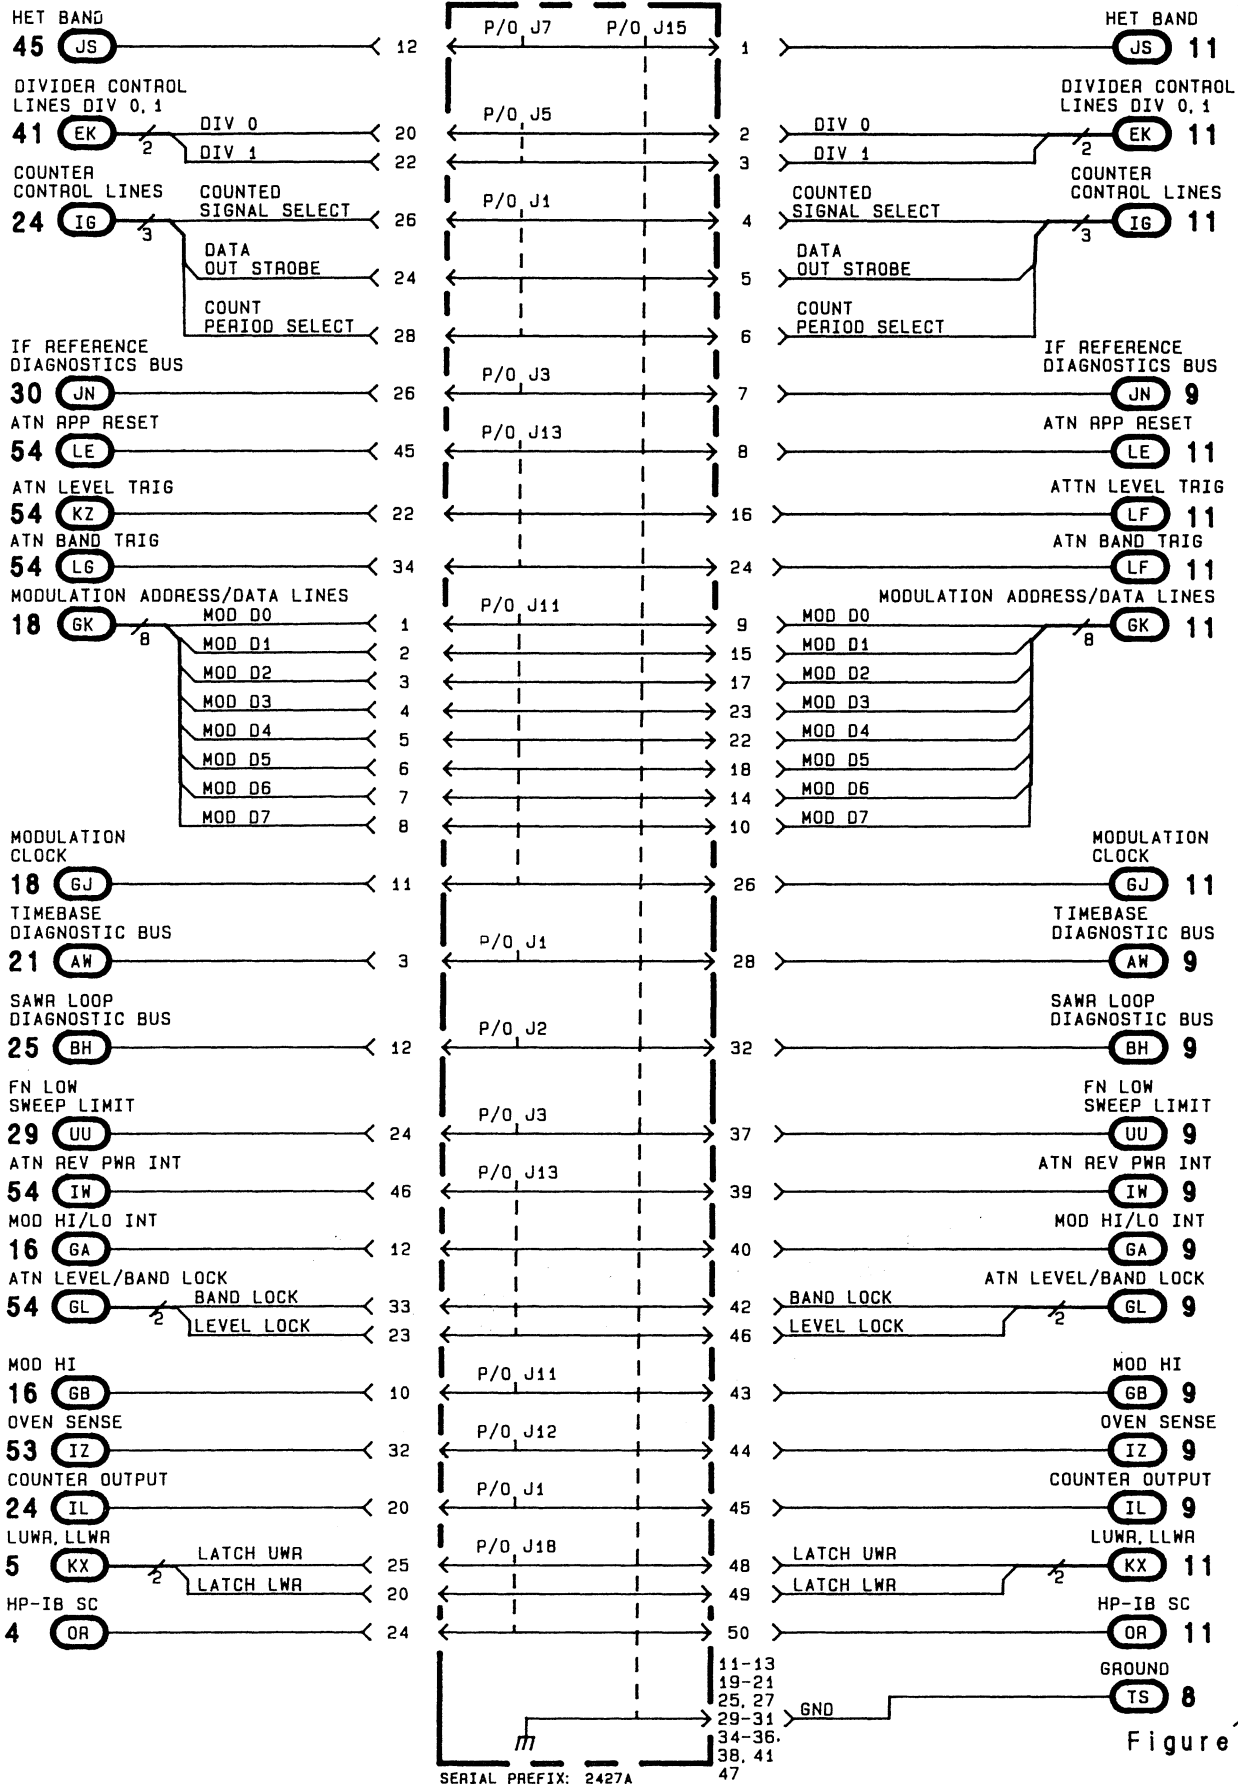 HET BAND P/O J7 P/O J15 HET BAND
45 JS 12 1 JS 11
DIVIDER CONTROL DIVIDER CONTROL
LINES DIV 0,1 P/O J5 LINES DIV 0,1
41 EK 2 DIV 0 20 2 DIV 0 2 EK 11
DIV 1 22 3 DIV 1
COUNTER COUNTER
CONTROL LINES COUNTED P/O J1 COUNTED CONTROL LINES
24 IG 3 SIGNAL SELECT 26 4 SIGNAL SELECT 3 IG 11
DATA DATA
OUT STROBE 24 5 OUT STROBE
COUNT COUNT
PERIOD SELECT 28 6 PERIOD SELECT
IF REFERENCE IF REFERENCE
DIAGNOSTICS BUS P/O J3 DIAGNOSTICS BUS
30 JN 26 7 JN 9
ATN RPP RESET P/O J13 ATN RPP RESET
54 LE 45 8 LE 11
ATN LEVEL TRIG ATTN LEVEL TRIG
54 KZ 22 16 LF 11
ATN BAND TRIG ATN BAND TRIG
54 LG 34 24 LF 11
MODULATION ADDRESS/DATA LINES P/O J11 MODULATION ADDRESS/DATA LINES
18 GK 8 MOD D0 1 9 MOD D0 8 GK 11
MOD D1 2 15 MOD D1
MOD D2 3 17 MOD D2
MOD D3 4 23 MOD D3
MOD D4 5 22 MOD D4
MOD D5 6 18 MOD D5
MOD D6 7 14 MOD D6
MOD D7 8 10 MOD D7
MODULATION MODULATION
CLOCK CLOCK
18 GJ 11 26 GJ 11
TIMEBASE TIMEBASE
DIAGNOSTIC BUS P/O J1 DIAGNOSTIC BUS
21 AW 3 28 AW 9
SAWR LOOP SAWR LOOP
DIAGNOSTIC BUS P/O J2 DIAGNOSTIC BUS
25 BH 12 32 BH 9
FN LOW FN LOW
SWEEP LIMIT P/O J3 SWEEP LIMIT
29 UU 24 37 UU 9
ATN REV PWR INT P/O J13 ATN REV PWR INT
54 IW 46 39 IW 9
MOD HI/LO INT MOD HI/LO INT
16 GA 12 40 GA 9
ATN LEVEL/BAND LOCK ATN LEVEL/BAND LOCK
54 GL 2 BAND LOCK 33 42 BAND LOCK 2 GL 9
LEVEL LOCK 23 46 LEVEL LOCK
MOD HI P/O J11 MOD HI
16 GB 10 43 GB 9
OVEN SENSE P/O J12 OVEN SENSE
53 IZ 32 44 IZ 9
COUNTER OUTPUT P/O J1 COUNTER OUTPUT
24 IL 20 45 IL 9
LUWR, LLWR P/O J18 LUWR, LLWR
5 KX 2 LATCH UWR 25 48 LATCH UWR 2 KX 11
LATCH LWR 20 49 LATCH LWR
HP-IB SC HP-IB SC
4 OR 24 50 OR 11
11-13 GROUND
19-21 TS 8
25, 27
29-31 GND
34-36.
38, 41
47
Figure
SERIAL PREFIX: 2427A